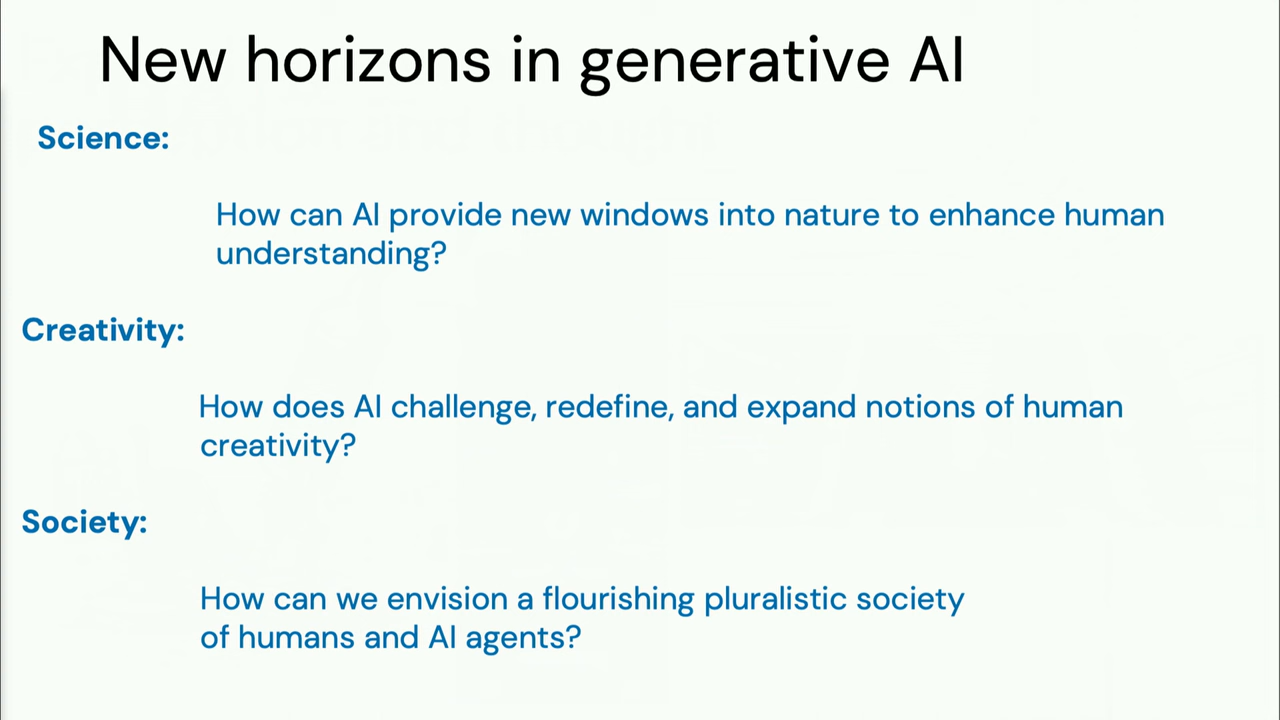 New horizons in generative AI
Science:
How can AI provide new windows into nature to enhance human
understanding?
Creativity:
How does AI challenge, redefine, and expand notions of human
creativity?
Society:
How can we envision a flourishing pluralistic society
of humans and AI agents?